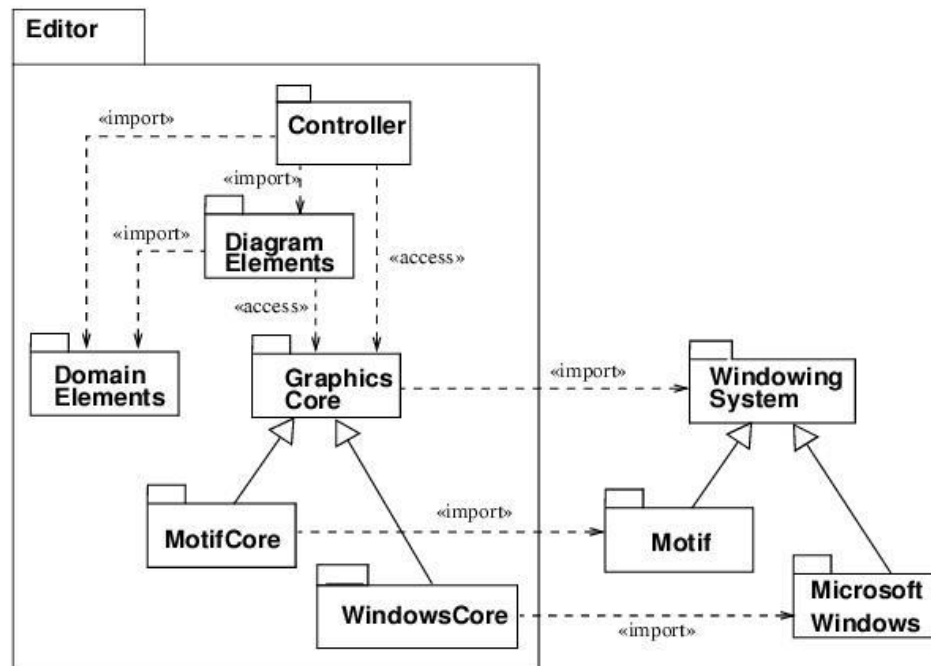 Editor
Controller
«import»
«import»
«import»
Diagram
Elements
«access»
«access»
Domain
Elements
Graphics
Core
«import»
Windowing
System
MotifCore
«import»
Motif
WindowsCore
«import»
Microsoft
Windows